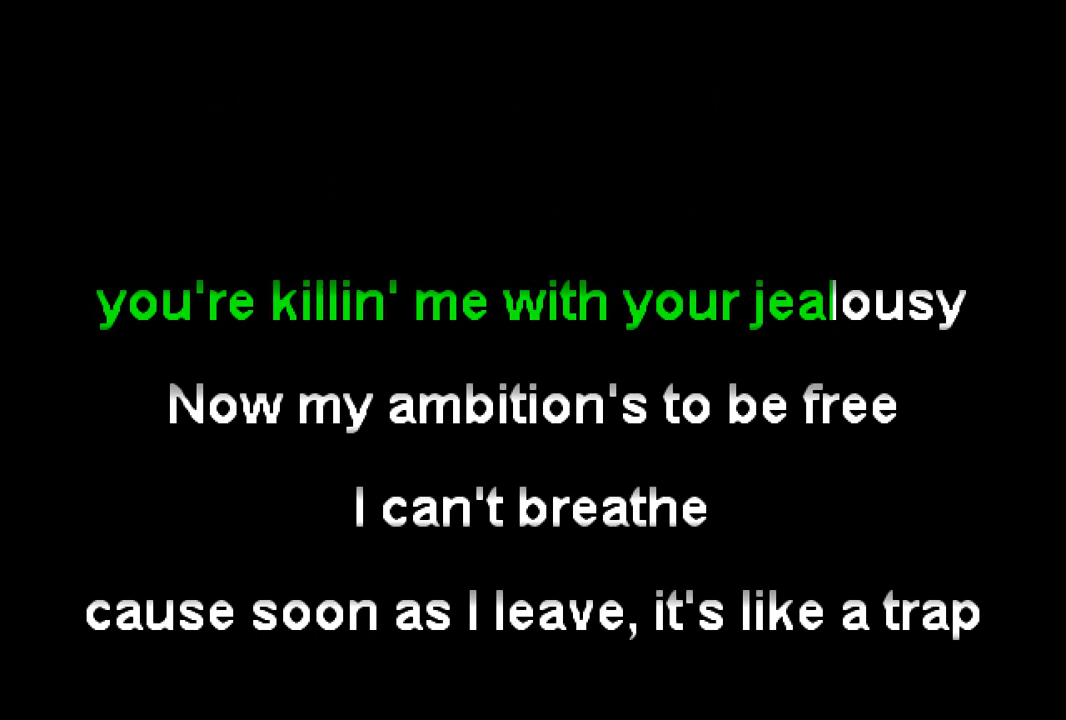 you're killin' me with your jealousy
Now my ambition's to be free
I can't breathe
cause soon as I leave, it's like a trap